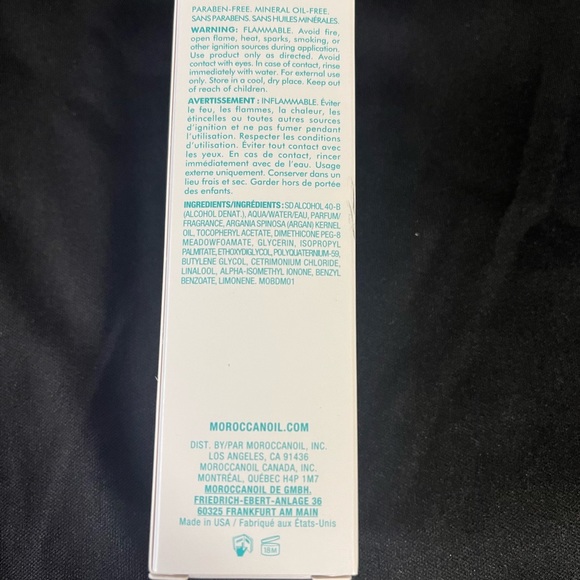 PARABEN-FREE. MINERAL OIL-FREE.
SANS PARABENS. SANS HUILES MINÉRALES.
WARNING: FLAMMABLE. Avoid fire,
open flame, heat, sparks, smoking, or
other ignition sources during application.
Use product only as directed. Avoid
contact with eyes. In case of contact, rinse
immediately with water. For external use
only. Store in a cool, dry place. Keep out
of reach of children.
AVERTISSEMENT : INFLAMMABLE. Éviter
le feu, les flammes, la chaleur, les
étincelles ou toutes autres sources
d'ignition et ne pas fumer pendant
l'utilisation. Respecter les conditions
d'utilisation. Éviter tout contact avec
les yeux. En cas de contact, rincer
immédiatement avec de l'eau. Usage
externe uniquement. Conserver dans un
lieu frais et sec. Garder hors de portée
des enfants.
INGREDIENTS/INGRÉDIENTS: SD ALCOHOL 40-B
(ALCOHOL DENAT.), AQUA/WATER/EAU, PARFUM/
FRAGRANCE, ARGANIA SPINOSA (ARGAN) KERNEL
OIL, TOCOPHERYL ACETATE, DIMETHICONE PEG-8
MEADOWFOAMATE, GLYCERIN, ISOPROPYL
PALMITATE, ETHOXYDIGLYCOL, POLYQUATERNIUM-59,
BUTYLENE GLYCOL, CETRIMONIUM CHLORIDE,
LINALOOL, ALPHA-ISOMETHYL IONONE, BENZYL
BENZOATE, LIMONENE. MOBDM01
MOROCCANOIL.COM
DIST. BY/PAR MOROCCANOIL, INC.
LOS ANGELES, CA 91436
MOROCCANOIL CANADA, INC.
MONTRÉAL, QUÉBEC H4P 1M7
MOROCCANOIL DE GMBH,
FRIEDRICH-EBERT-ANLAGE 36
60325 FRANKFURT AM MAIN
Made in USA / Fabriqué aux États-Unis
18M